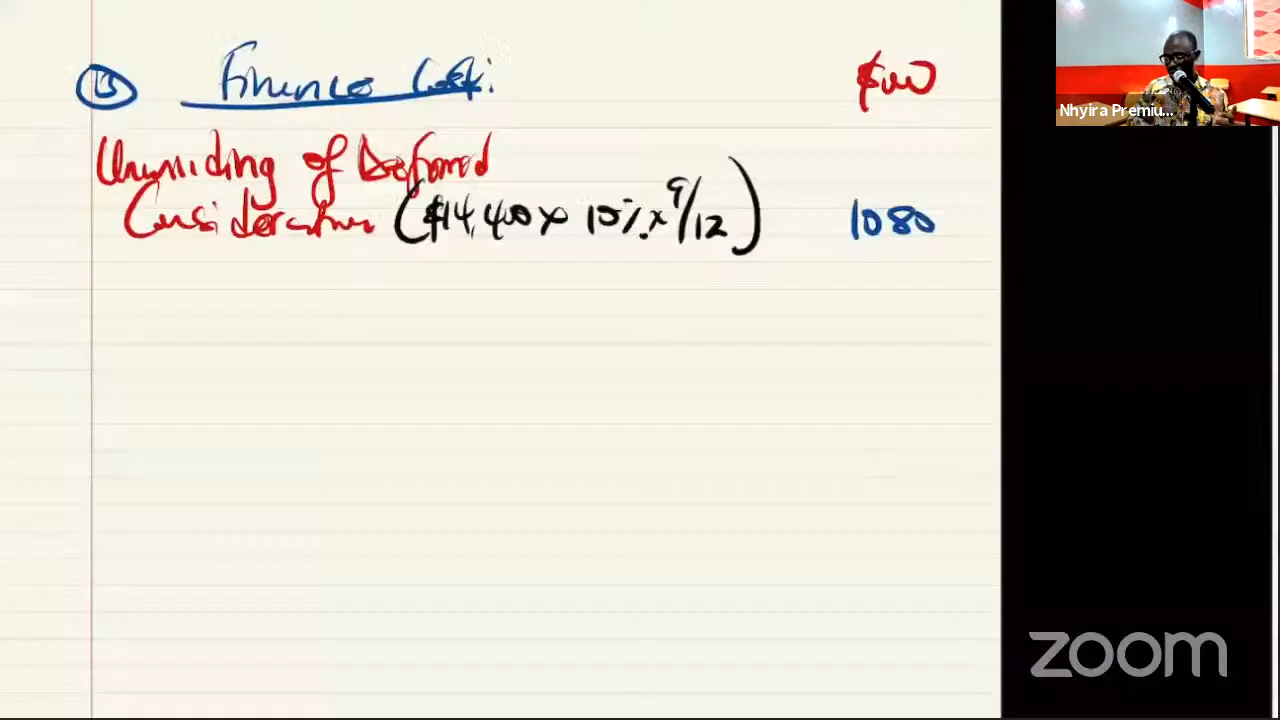 Finance Cost:
$000
Nhyira Premiu...
Unwinding of Deferred
Consideration ($14,400 x 10% x 9/12) 1080
zoom